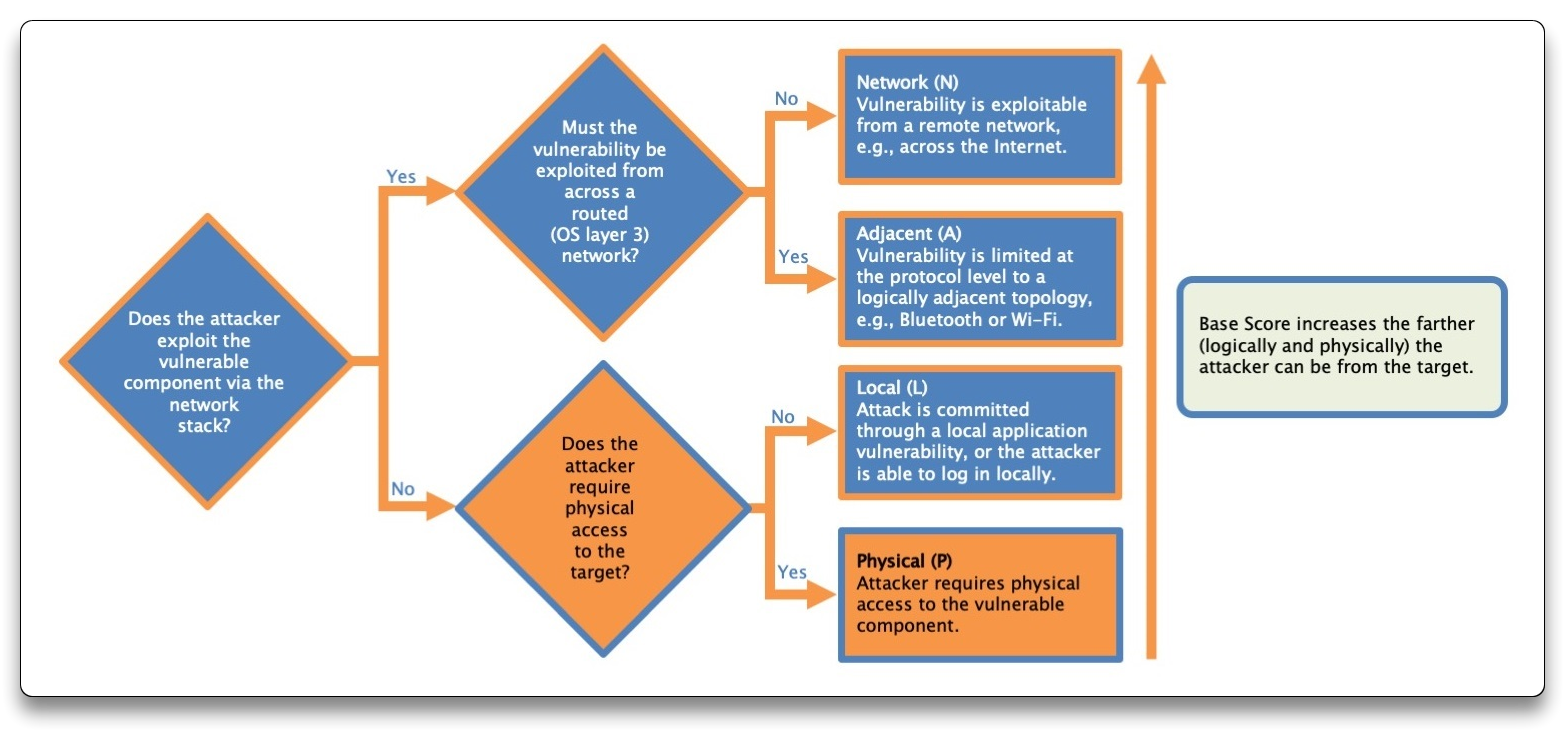 Does the attacker
exploit the
vulnerable
component via the
network
stack?
Yes
No
Must the
vulnerability be
exploited from
across a
routed
(OS layer 3)
network?
No
Yes
Does the
attacker
require
physical
access
to the
target?
No
Yes
Network (N)
Vulnerability is exploitable
from a remote network,
e.g., across the Internet.
Adjacent (A)
Vulnerability is limited at
the protocol level to a
logically adjacent topology,
e.g., Bluetooth or Wi-Fi.
Local (L)
Attack is committed
through a local application
vulnerability, or the attacker
is able to log in locally.
Physical (P)
Attacker requires physical
access to the vulnerable
component.
Base Score increases the farther
(logically and physically) the
attacker can be from the target.